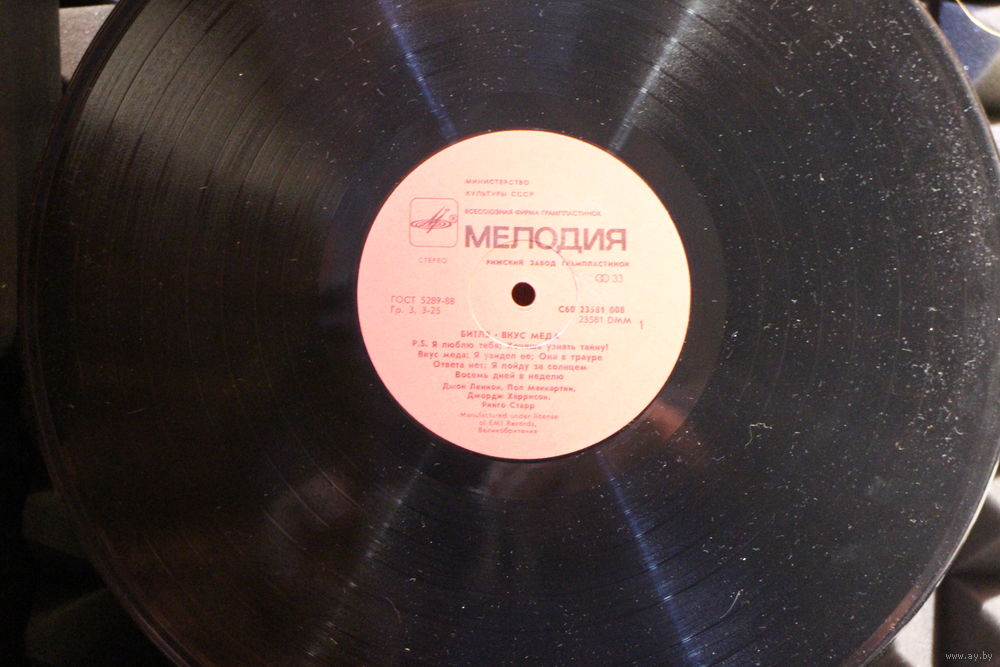 МИНИСТЕРСТВО
КУЛЬТУРЫ СССР
ВСЕСОЮЗНАЯ ФИРМА ГРАМПЛАСТИНОК
МЕЛОДИЯ
СТЕРЕО
РИЖСКИЙ ЗАВОД ГРАМПЛАСТИНОК
33
ГОСТ 5289-88
Гр. 3, 3-25
С60 23581 008
23581 DMM
1
БИТЛЗ • ВКУС МЕДА
P.S. Я люблю тебя; Хочешь узнать тайну!
Вкус меда; Я увидел ее; Она в трауре
Ответа нет; Я пойду за солнцем
Восемь дней в неделю
Джон Леннон, Пол Маккартни,
Джордж Харрисон,
Ринго Старр
Manufactured under license
of EMI Records,
Великобритания
www.ay.by